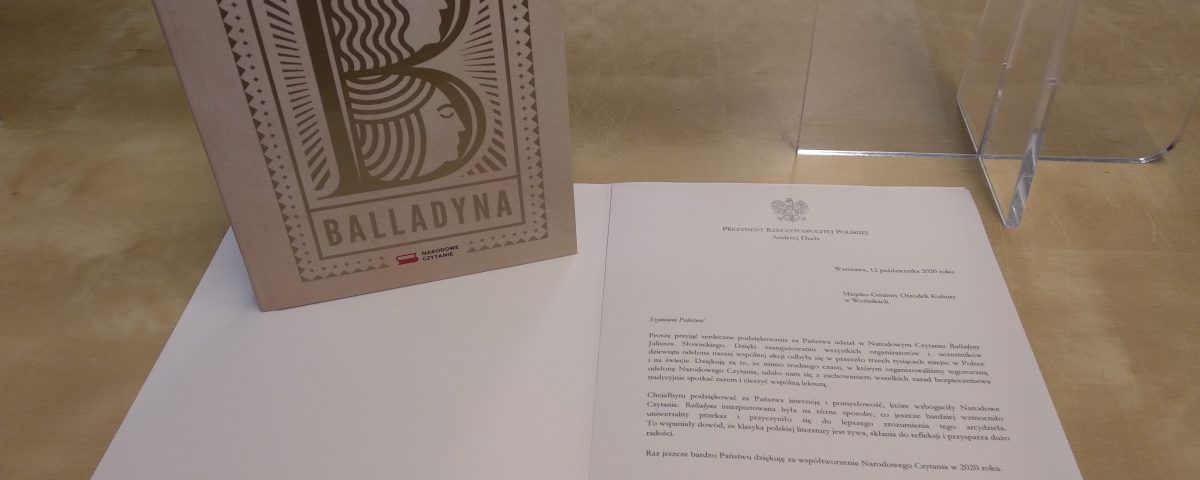 B
BALLADYNA
NARODOWE
CZYTANIE
PREZYDENT RZECZYPOSPOLITEJ POLSKIEJ
Andrzej Duda
Warszawa, 12 października 2020 roku
Miejsko-Gminny Ośrodek Kultury
w Woźnikach
Szanowni Państwo!
Proszę przyjąć serdeczne podziękowania za Państwa udział w Narodowym Czytaniu Balladyny
Juliusza Słowackiego. Dzięki zaangażowaniu wszystkich organizatorów i uczestników
dziewiąta odsłona naszej wspólnej akcji odbyła się w przeszło trzech tysiącach miejsc w Polsce
i na świecie. Dziękuję za to, że mimo trudnego czasu, w którym organizowaliśmy tegoroczną
odsłonę Narodowego Czytania, udało nam się z zachowaniem wszelkich zasad bezpieczeństwa
tradycyjnie spotkać razem i cieszyć wspólną lekturą.
Chciałbym podziękować za Państwa inwencję i pomysłowość, które wzbogaciły Narodowe
Czytanie. Balladyna interpretowana była na różne sposoby, co jeszcze bardziej wzmocniło
uniwersalny przekaz i przyczyniło się do lepszego zrozumienia tego arcydzieła.
To wspaniały dowód, że klasyka polskiej literatury jest żywa, skłania do refleksji i przysparza dużo
radości.
Raz jeszcze bardzo Państwu dziękuję za współtworzenie Narodowego Czytania w 2020 roku.